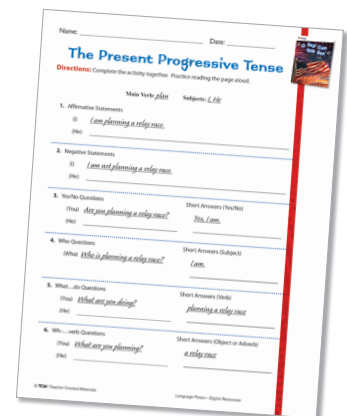 Name:
Date:
The Present Progressive Tense
Directions: Complete the activity together. Practice reading the page aloud.
Main Verb: plan Subjects: I, He
1. Affirmative Statements
(I) I am planning a relay race.
(He)
2. Negative Statements
(I) I am not planning a relay race.
(He)
3. Yes/No Questions Short Answers (Yes/No)
(You) Are you planning a relay race? Yes, I am.
(He)
4. Who Questions Short Answers (Subject)
(What) Who is planning a relay race? I am.
5. What…do Questions Short Answers (Verb)
(You) What are you doing? planning a relay race
(He)
6. Wh-…verb Questions Short Answers (Object or Adverb)
(You) What are you planning? a relay race
(He)
© TCM | Teacher Created Materials Language Power—Digital Resources